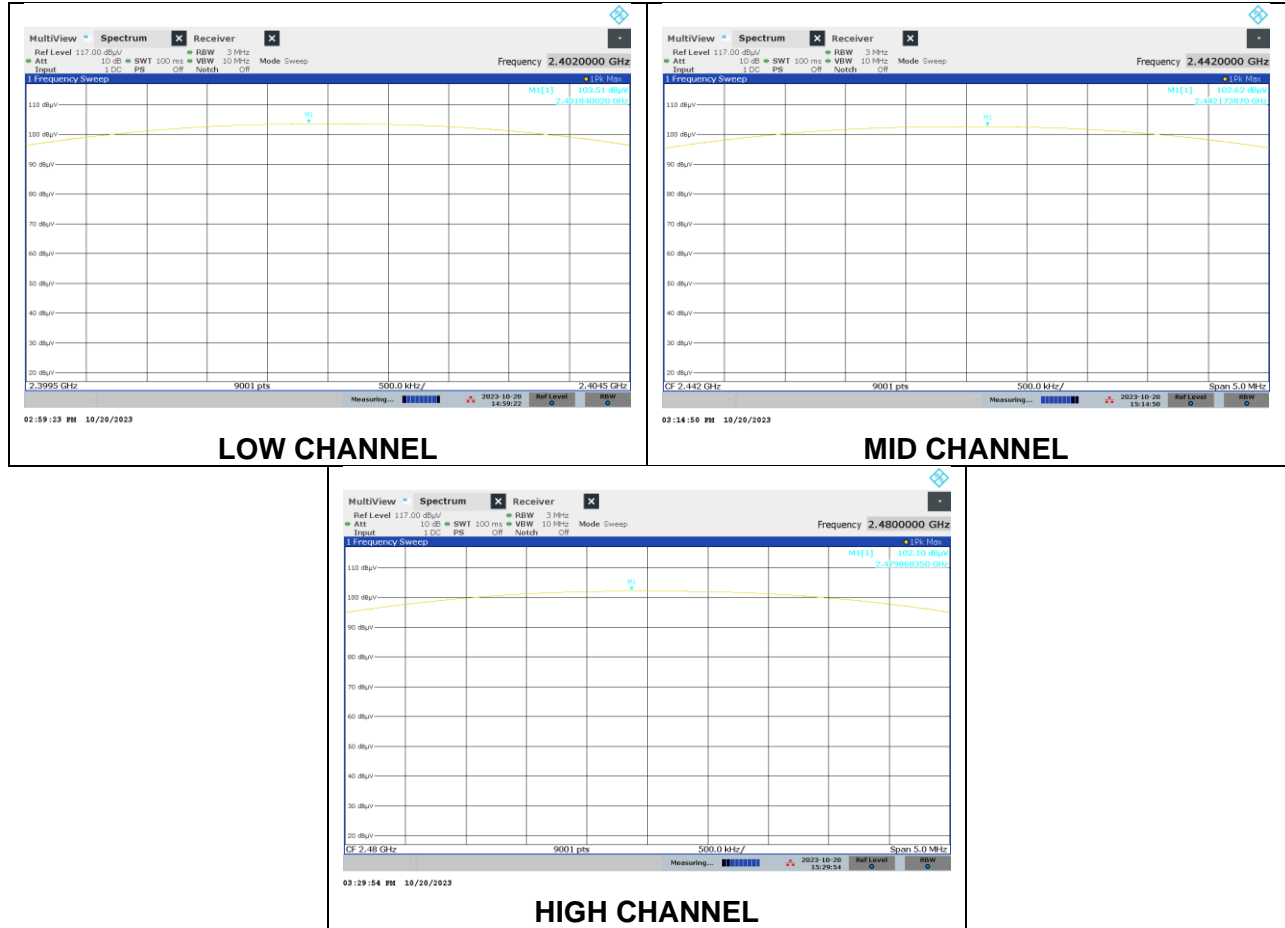 MultiView Spectrum X Receiver X
Ref Level 117.00 dBµV RBW 3 MHz
Att 10 dB SWT 100 ms VBW 10 MHz Mode Sweep Frequency 2.4020000 GHz
Input 1 DC PS Off Notch Off
1 Frequency Sweep 1Pk Max
M1[1] 103.51 dBµV
2.401840020 GHz
M1
110 dBµV
100 dBµV
90 dBµV
80 dBµV
70 dBµV
60 dBµV
50 dBµV
40 dBµV
30 dBµV
20 dBµV
2.3995 GHz 9001 pts 500.0 kHz/ 2.4045 GHz
Measuring... 2023-10-20 Ref Level RBW
14:59:22
02:59:23 PM 10/20/2023
LOW CHANNEL
MultiView Spectrum X Receiver X
Ref Level 117.00 dBµV RBW 3 MHz
Att 10 dB SWT 100 ms VBW 10 MHz Mode Sweep Frequency 2.4420000 GHz
Input 1 DC PS Off Notch Off
1 Frequency Sweep 1Pk Max
M1[1] 102.62 dBµV
2.442173870 GHz
M1
110 dBµV
100 dBµV
90 dBµV
80 dBµV
70 dBµV
60 dBµV
50 dBµV
40 dBµV
30 dBµV
20 dBµV
CF 2.442 GHz 9001 pts 500.0 kHz/ Span 5.0 MHz
Measuring... 2023-10-20 Ref Level RBW
15:14:50
03:14:50 PM 10/20/2023
MID CHANNEL
MultiView Spectrum X Receiver X
Ref Level 117.00 dBµV RBW 3 MHz
Att 10 dB SWT 100 ms VBW 10 MHz Mode Sweep Frequency 2.4800000 GHz
Input 1 DC PS Off Notch Off
1 Frequency Sweep 1Pk Max
M1[1] 102.10 dBµV
2.479868350 GHz
M1
110 dBµV
100 dBµV
90 dBµV
80 dBµV
70 dBµV
60 dBµV
50 dBµV
40 dBµV
30 dBµV
20 dBµV
CF 2.48 GHz 9001 pts 500.0 kHz/ Span 5.0 MHz
Measuring... 2023-10-20 Ref Level RBW
15:29:54
03:29:54 PM 10/20/2023
HIGH CHANNEL